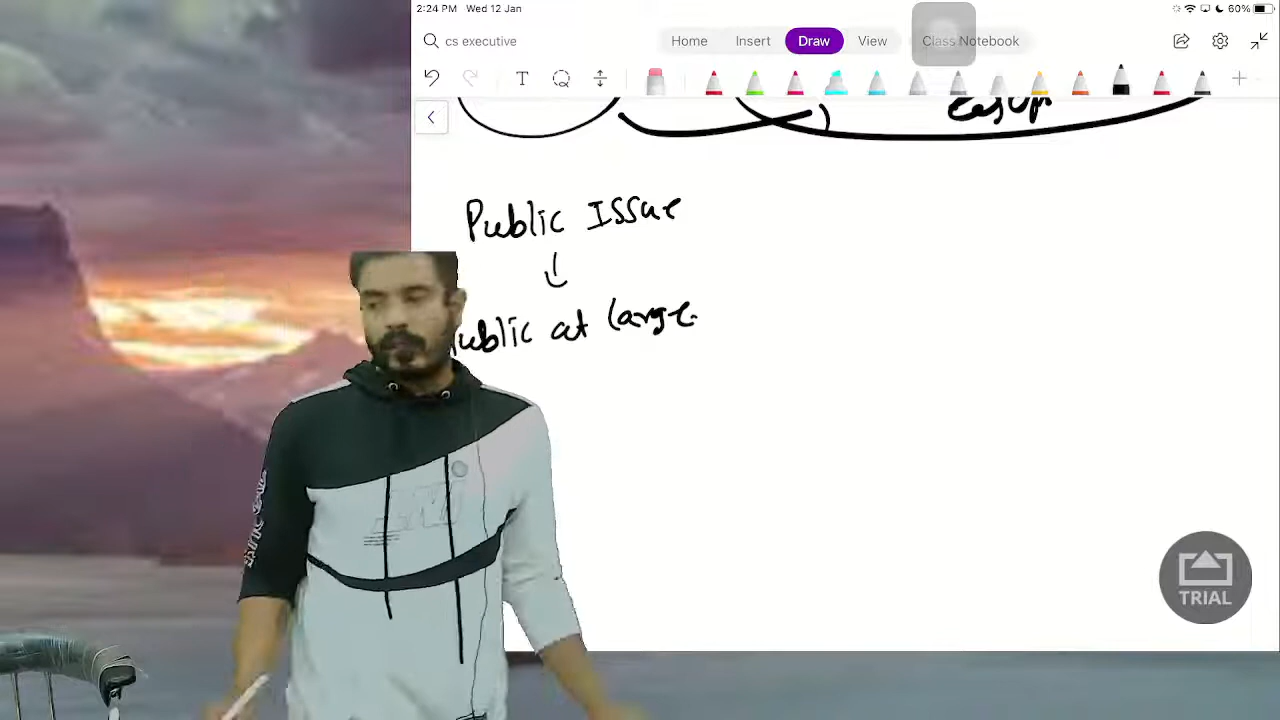 2:24 PM Wed 12 Jan
60%
cs executive
Home Insert Draw View Class Notebook
T
Public Issue
Public at large.
TRIAL